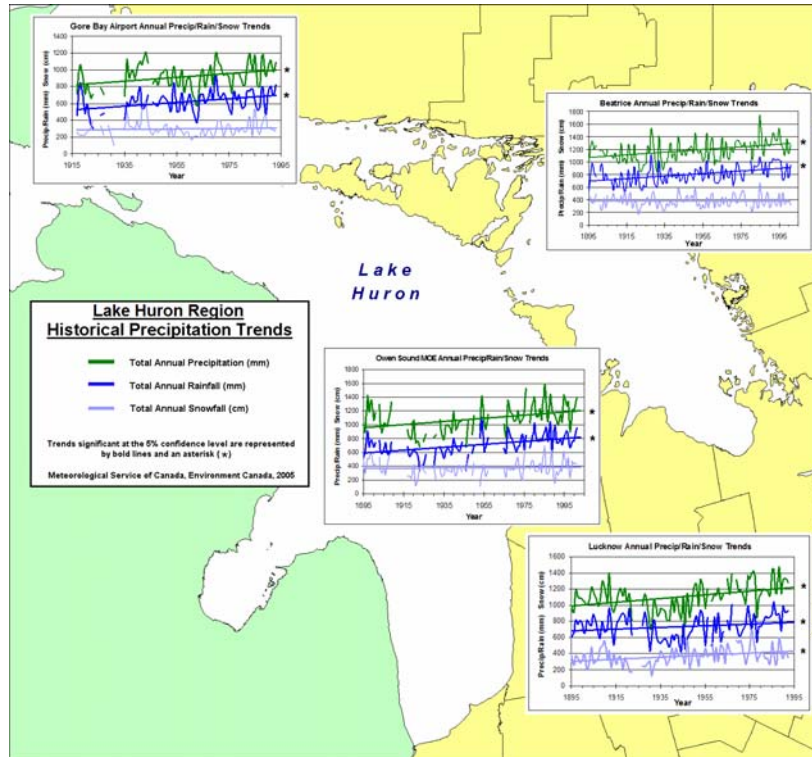 Gore Bay Airport Annual Precip/Rain/Snow Trends
Precip/Rain (mm) Snow (cm)
1400
1200
1000
800
600
400
200
0
1915 1935 1955 1975 1995
Year
*
*
Beatrice Annual Precip/Rain/Snow Trends
Precip/Rain (mm) Snow (cm)
1800
1600
1400
1200
1000
800
600
400
200
0
1895 1915 1935 1955 1975 1995
Year
*
*
Lake
Huron
Lake Huron Region
Historical Precipitation Trends
Total Annual Precipitation (mm)
Total Annual Rainfall (mm)
Total Annual Snowfall (cm)
Trends significant at the 5% confidence level are represented
by bold lines and an asterisk (*)
Meteorological Service of Canada, Environment Canada, 2005
Owen Sound MOE Annual Precip/Rain/Snow Trends
Precip/Rain (mm) Snow (cm)
1800
1600
1400
1200
1000
800
600
400
200
0
1895 1915 1935 1955 1975 1995
Year
*
*
Lucknow Annual Precip/Rain/Snow Trends
Precip/Rain (mm) Snow (cm)
1600
1400
1200
1000
800
600
400
200
0
1895 1915 1935 1955 1975 1995
Year
*
*
*